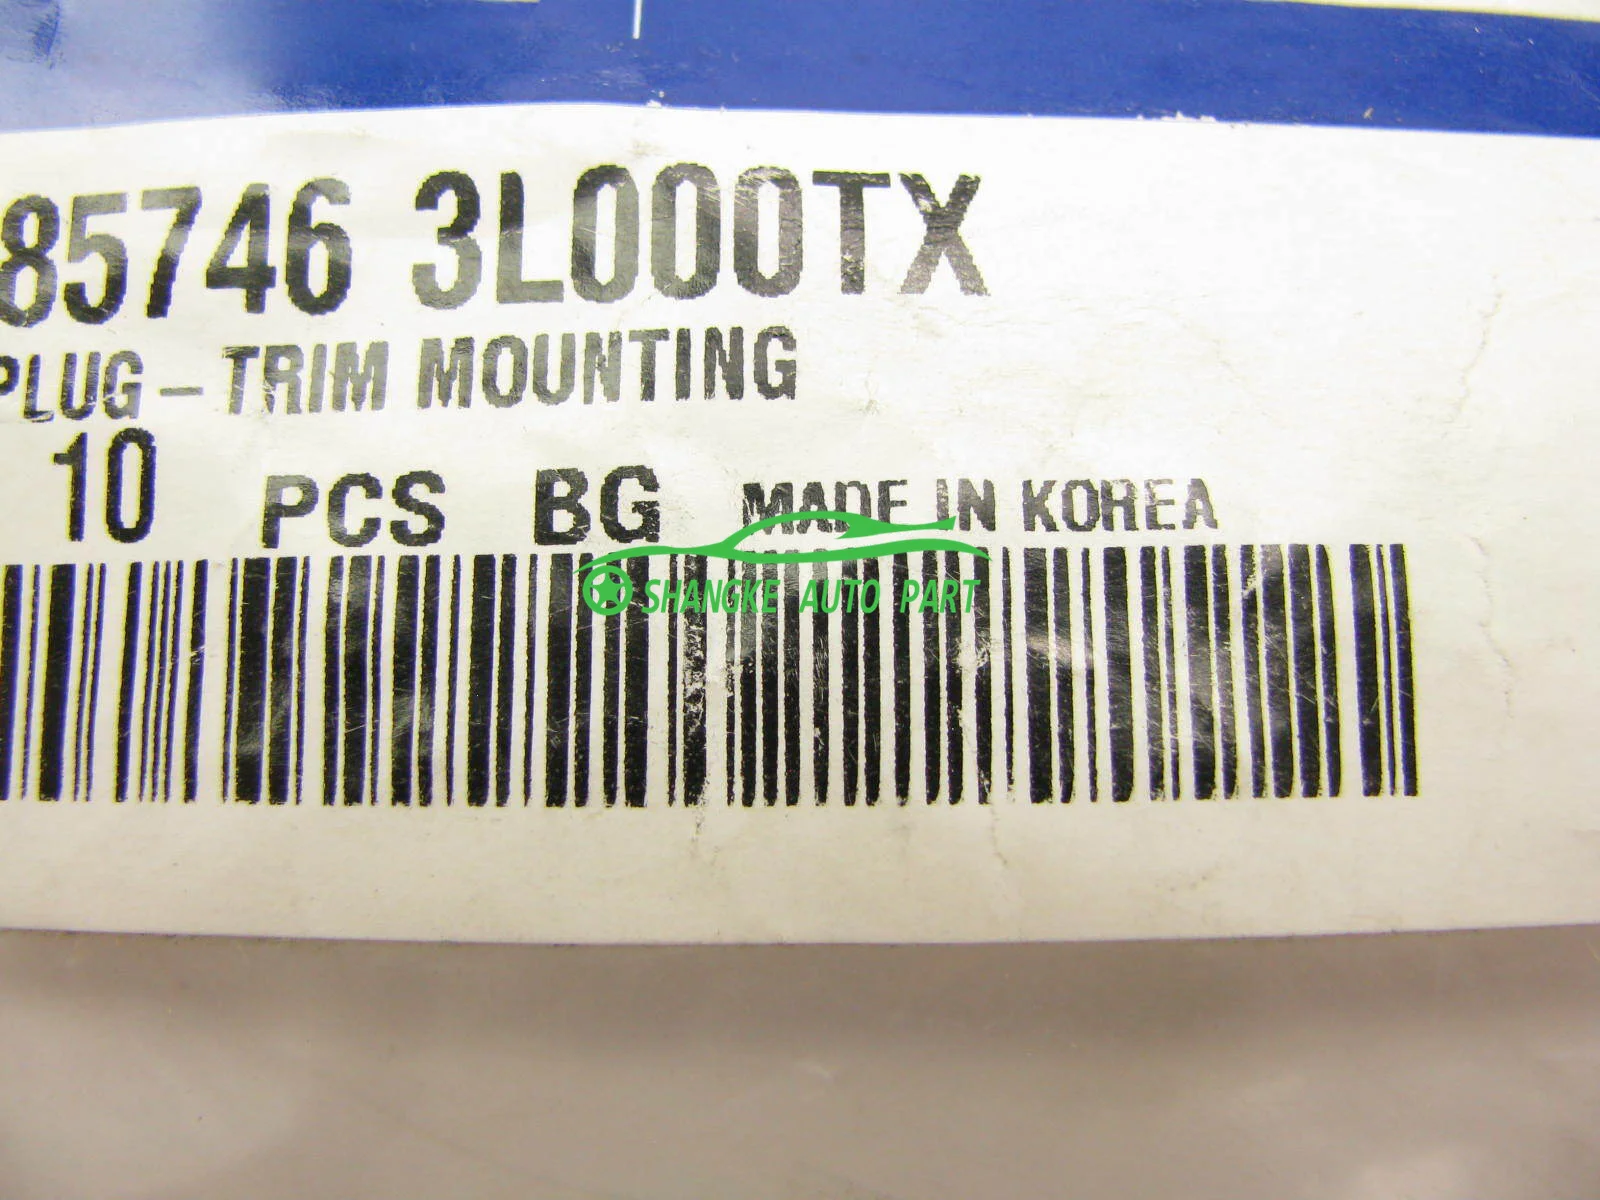 85746 3L000TX
PLUG - TRIM MOUNTING
10 PCS BG MADE IN KOREA
SHANGKE AUTO PART